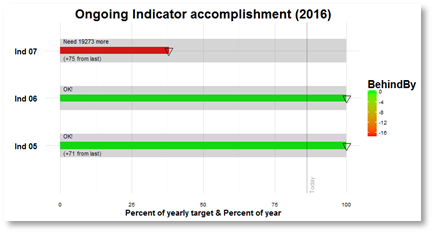 Ongoing Indicator accomplishment (2016)
Need 19273 more
Ind 07
(+75 from last)
OK!
Ind 06
OK!
Ind 05
(+71 from last)
BehindBy
0
-4
-8
-12
-16
Today
0
25
50
75
100
Percent of yearly target & Percent of year